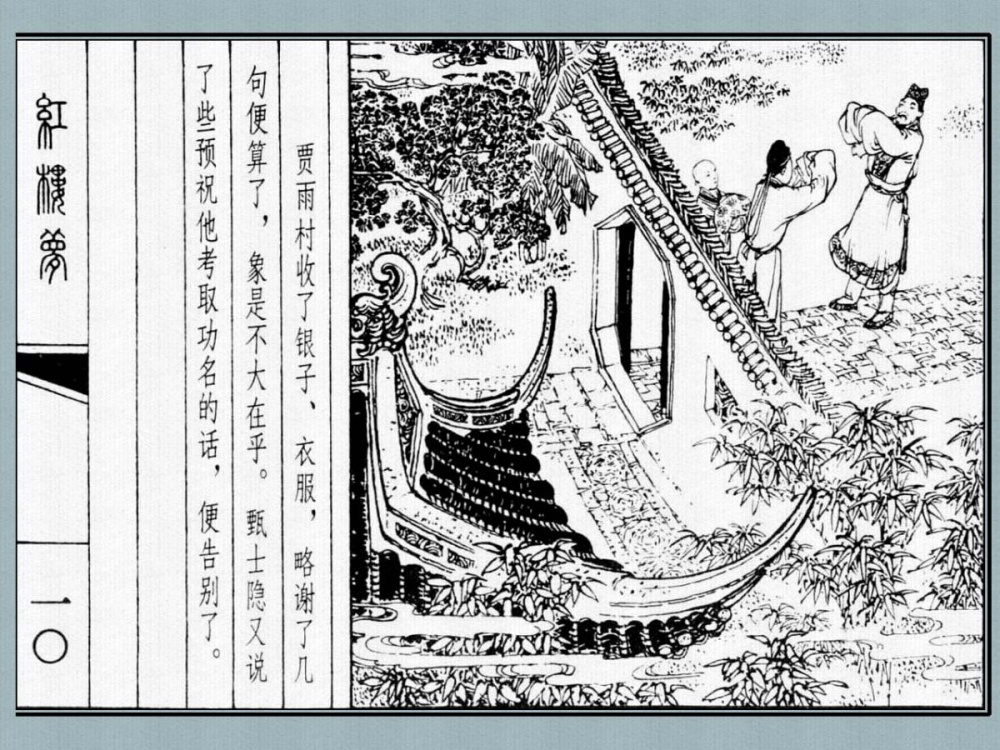 贾雨村收了银子、衣服，略谢了几
句便算了，象是不大在乎。甄士隐又说
了些预祝他考取功名的话，便告别了。
紅樓夢
一〇